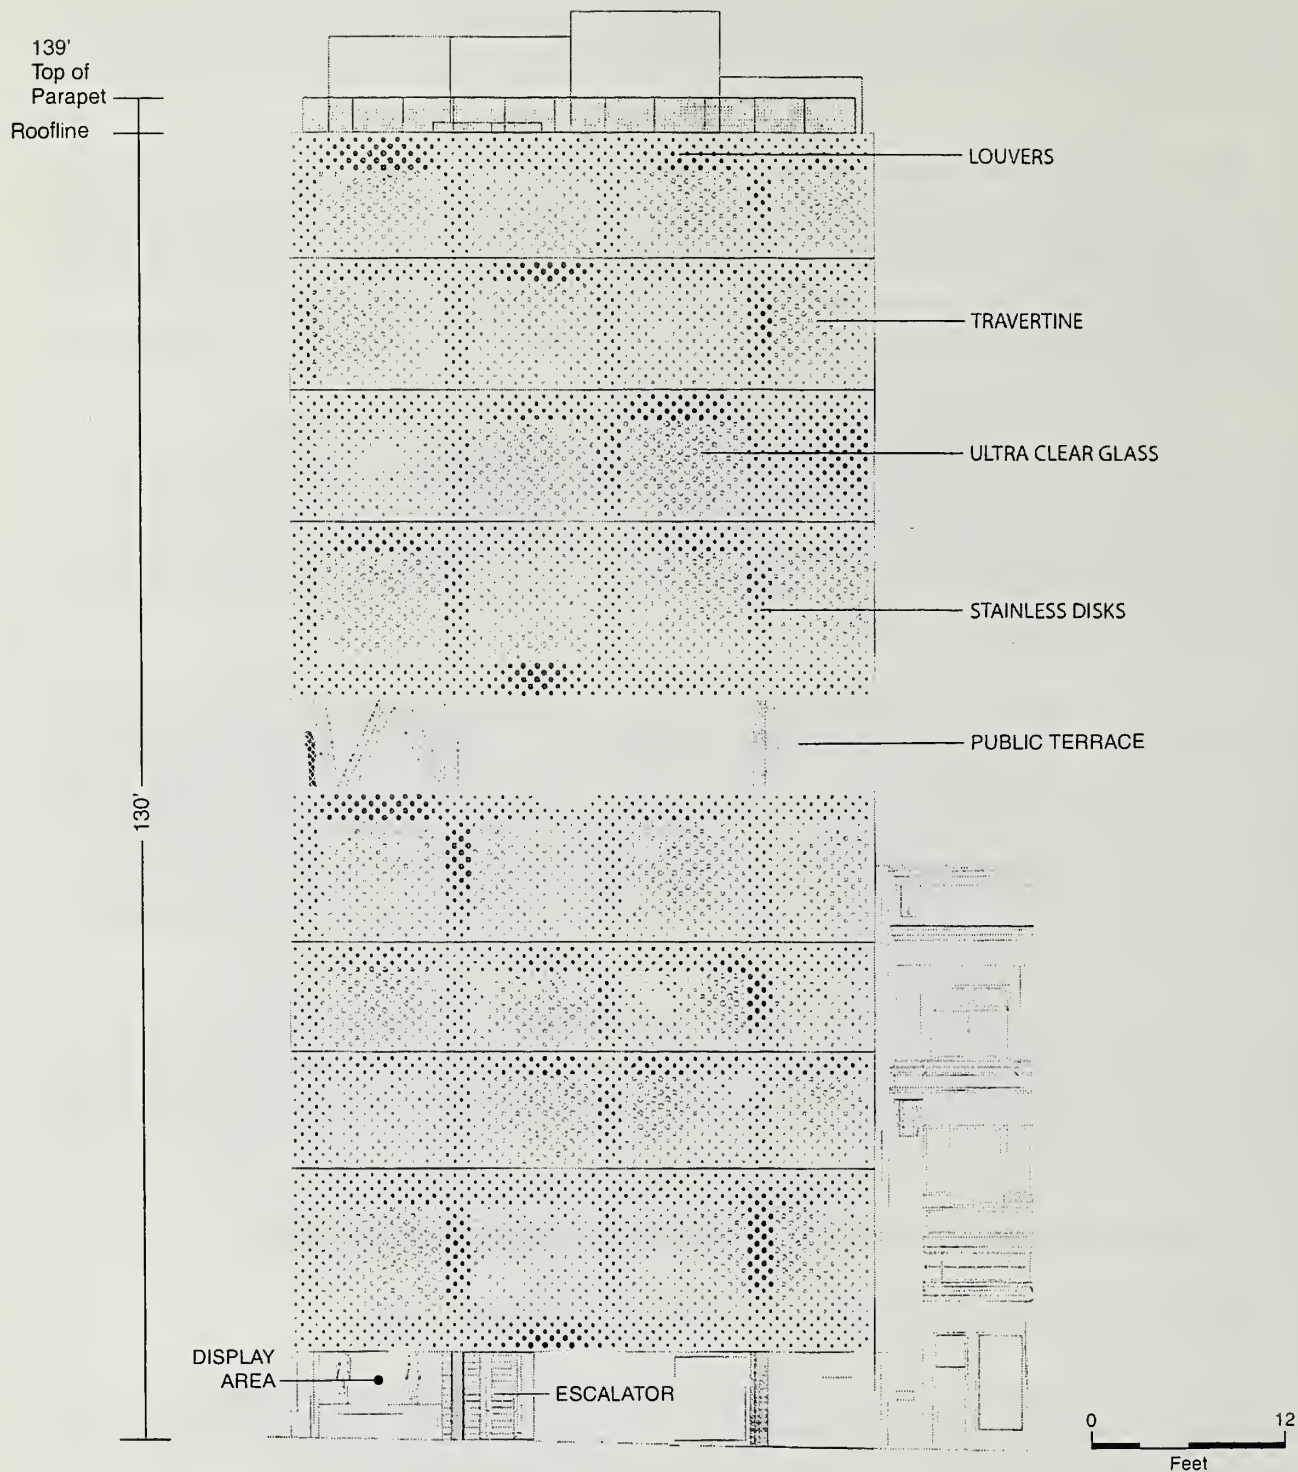 139'
Top of
Parapet
Roofline
LOUVERS
TRAVERTINE
ULTRA CLEAR GLASS
STAINLESS DISKS
PUBLIC TERRACE
130'
DISPLAY
AREA
ESCALATOR
0 12
Feet